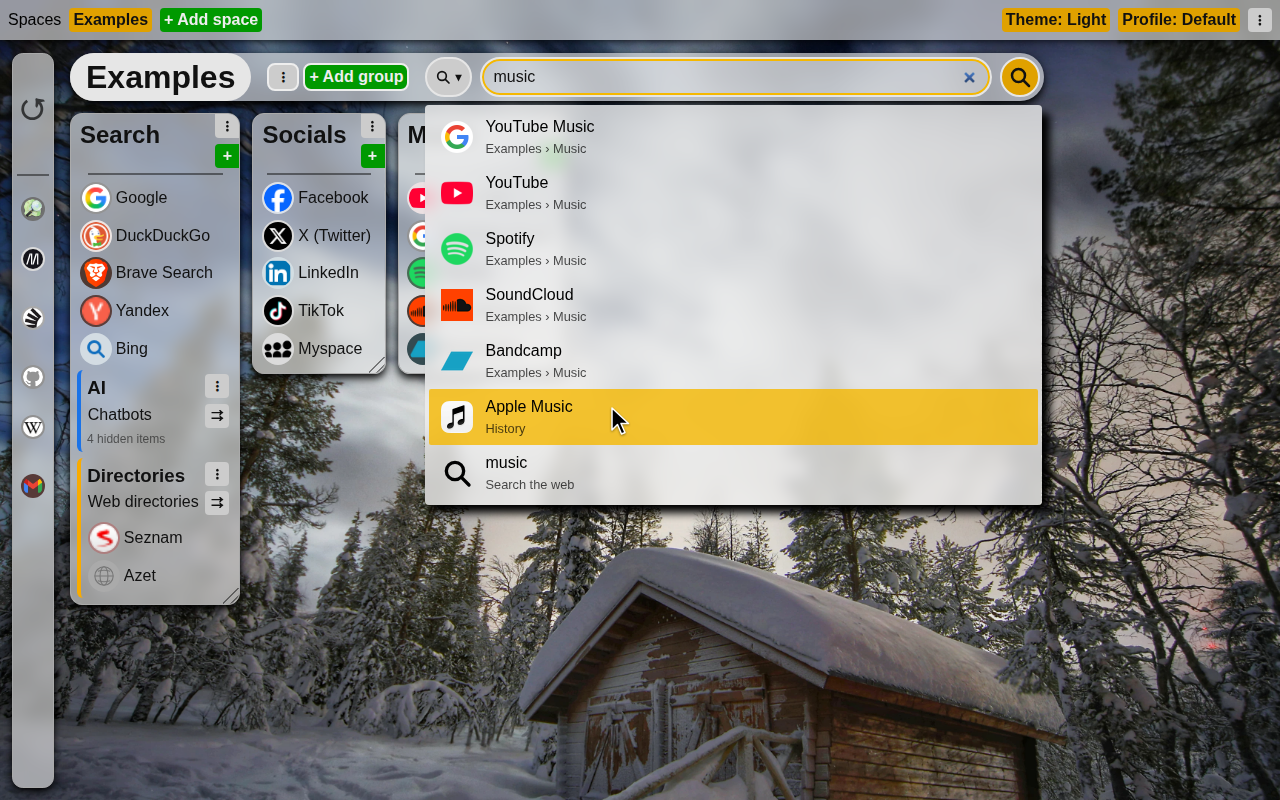 Spaces Examples + Add space Theme: Light Profile: Default
Examples + Add group music
Search
Google
DuckDuckGo
Brave Search
Yandex
Bing
AI
Chatbots
4 hidden items
Directories
Web directories
Seznam
Azet
Socials
Facebook
X (Twitter)
LinkedIn
TikTok
Myspace
M
YouTube Music
Examples › Music
YouTube
Examples › Music
Spotify
Examples › Music
SoundCloud
Examples › Music
Bandcamp
Examples › Music
Apple Music
History
music
Search the web